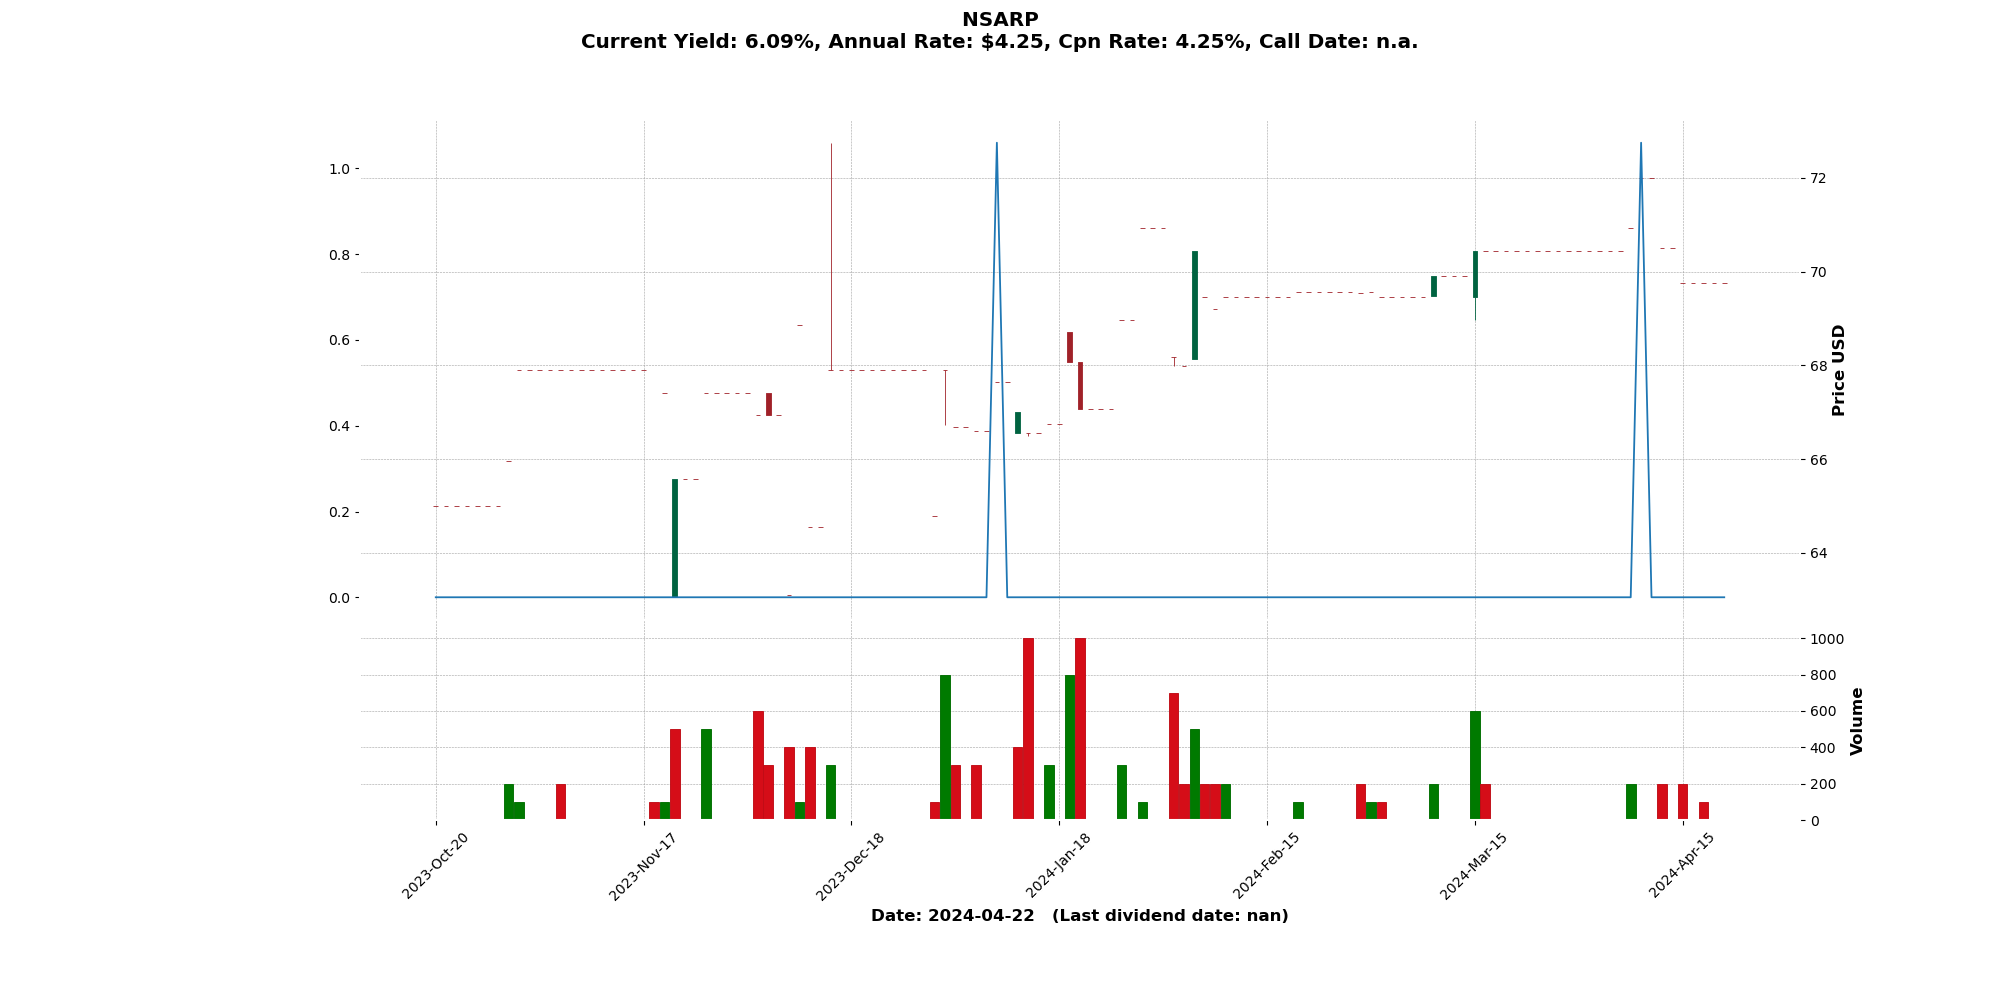 NSARP
Current Yield: 6.09%, Annual Rate: $4.25, Cpn Rate: 4.25%, Call Date: n.a.
1.0
0.8
0.6
0.4
0.2
0.0
72
70
68
66
64
Price USD
1000
800
600
400
200
0
Volume
2023-Oct-20
2023-Nov-17
2023-Dec-18
2024-Jan-18
2024-Feb-15
2024-Mar-15
2024-Apr-15
Date: 2024-04-22 (Last dividend date: nan)